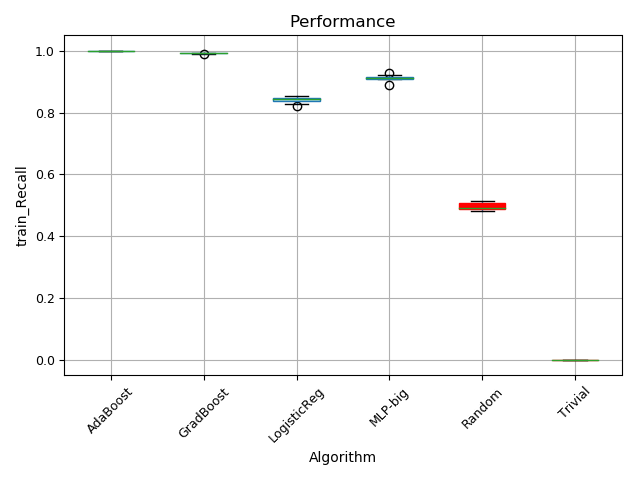 Performance
1.0
0.8
0.6
0.4
0.2
0.0
train_Recall
AdaBoost
GradBoost
LogisticReg
MLP-big
Random
Trivial
Algorithm